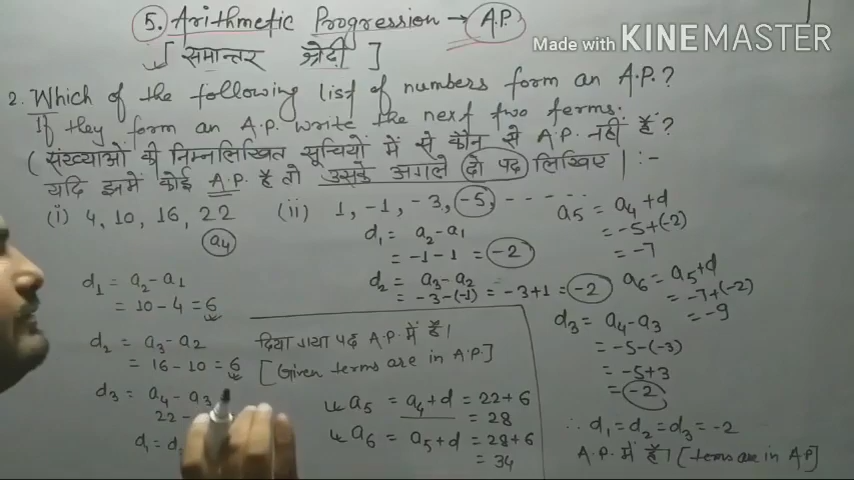 5. Arithmetic Progression → A.P.
[ समान्तर श्रेढ़ी ]
Made with KINEMASTER
2. Which of the following list of numbers form an A.P.?
If they form an A.P. write the next two terms.
( संख्याओं की निम्नलिखित सूचियों में से कौन से A.P. नहीं हैं ?
यदि इनमें कोई A.P. है तो उसके अगले दो पद लिखिए | :-
(i) 4, 10, 16, 22
a4
d1 = a2 - a1
= 10 - 4 = 6
d2 = a3 - a2
= 16 - 10 = 6
d3 = a4 - a3
22 -
d1 = d
दिया गया पद A.P. में हैं।
[Given terms are in A.P.]
a5 = a4 + d = 22 + 6
= 28
a6 = a5 + d = 28 + 6
= 34
(ii) 1, -1, -3, -5, - - - - - -
d1 = a2 - a1
= -1 - 1 = -2
d2 = a3 - a2
= -3 - (-1) = -3 + 1 = -2
d3 = a4 - a3
= -5 - (-3)
= -5 + 3
= -2
∴ d1 = d2 = d3 = -2
A.P. में हैं। [terms are in AP]
a5 = a4 + d
= -5 + (-2)
= -7
a6 = a5 + d
= -7 + (-2)
= -9